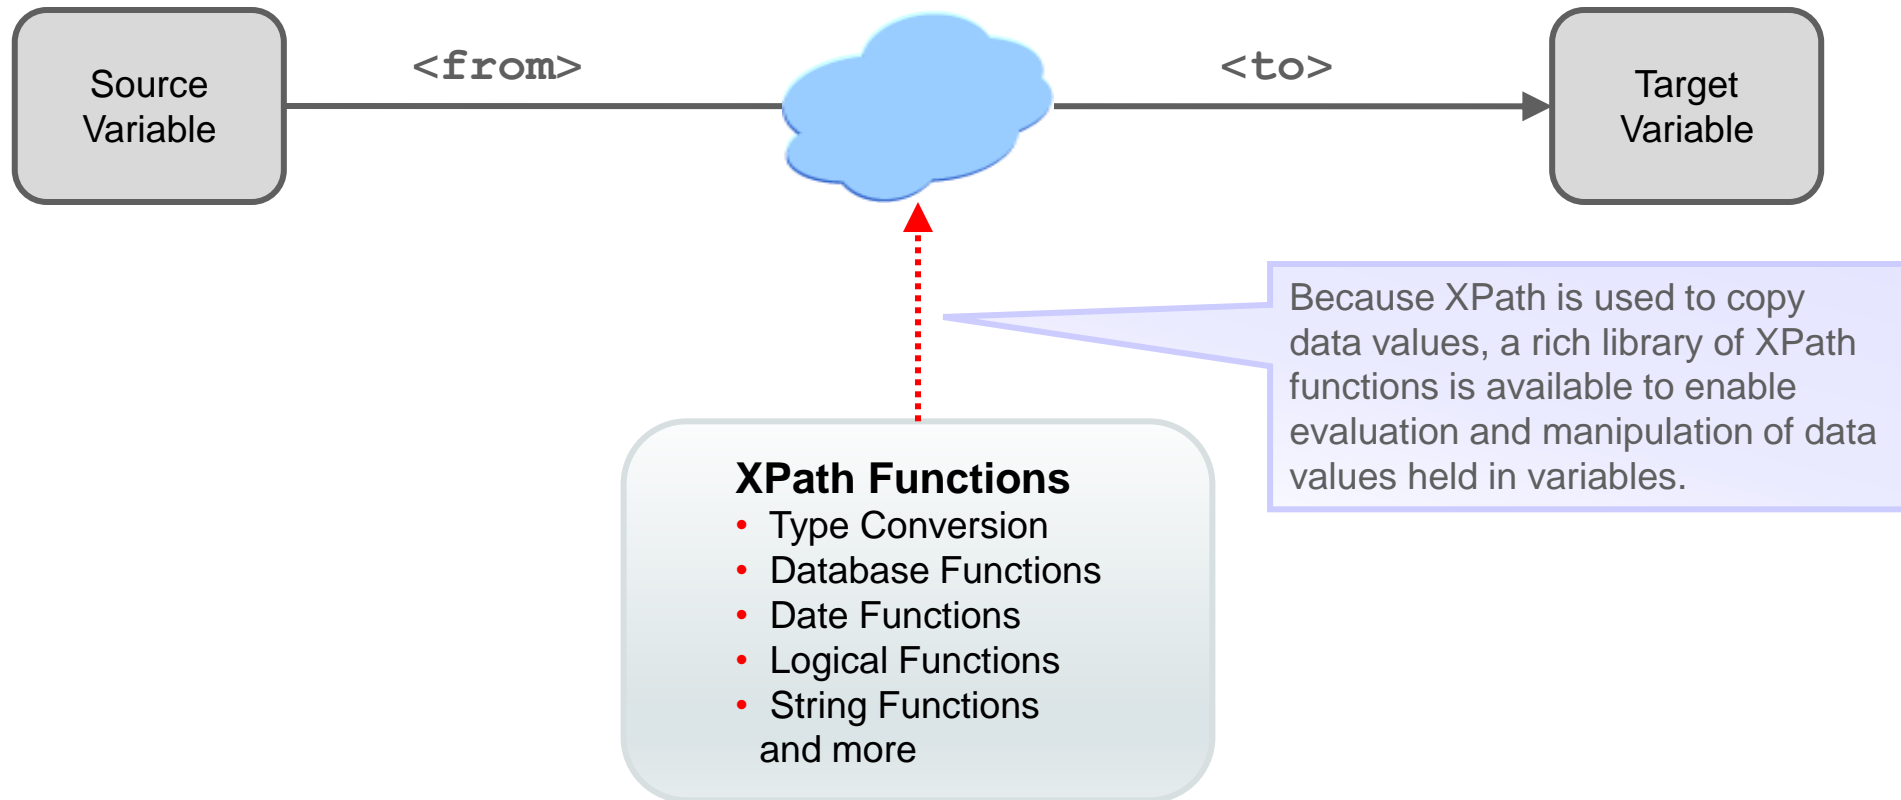 Source
Variable
<from>
<to>
Target
Variable
Because XPath is used to copy
data values, a rich library of XPath
functions is available to enable
evaluation and manipulation of data
values held in variables.
XPath Functions
• Type Conversion
• Database Functions
• Date Functions
• Logical Functions
• String Functions
and more